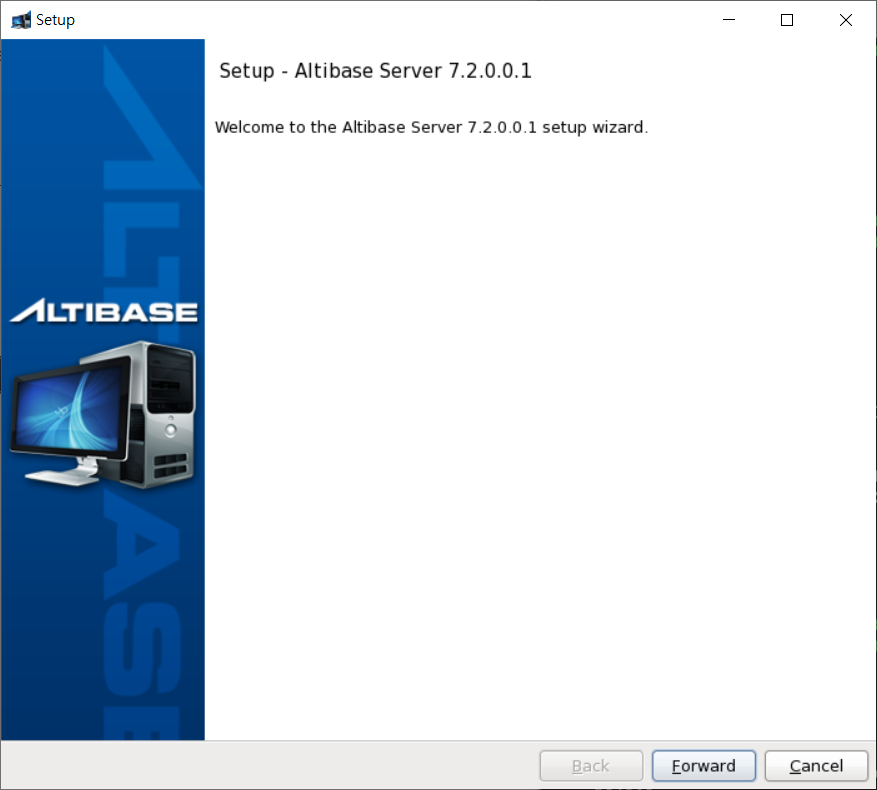 Setup
Setup - Altibase Server 7.2.0.0.1
Welcome to the Altibase Server 7.2.0.0.1 setup wizard.
ALTIBASE
ALTIBASE
Back
Forward
Cancel